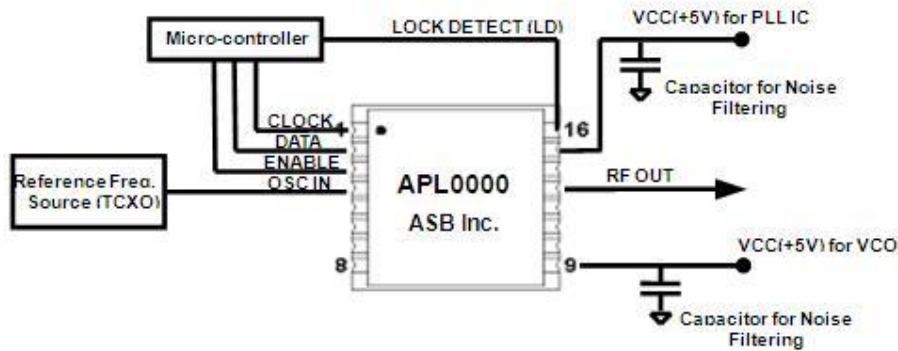 LOCK DETECT (LD)
VCC(+5V) for PLL IC
Micro-controller
Capacitor for Noise
Filtering
CLOCK
1
16
DATA
ENABLE
OSC IN
Reference Freq.
Source (TCXO)
APL0000
ASB Inc.
RF OUT
8
9
VCC(+5V) for VCO
Capacitor for Noise
Filtering